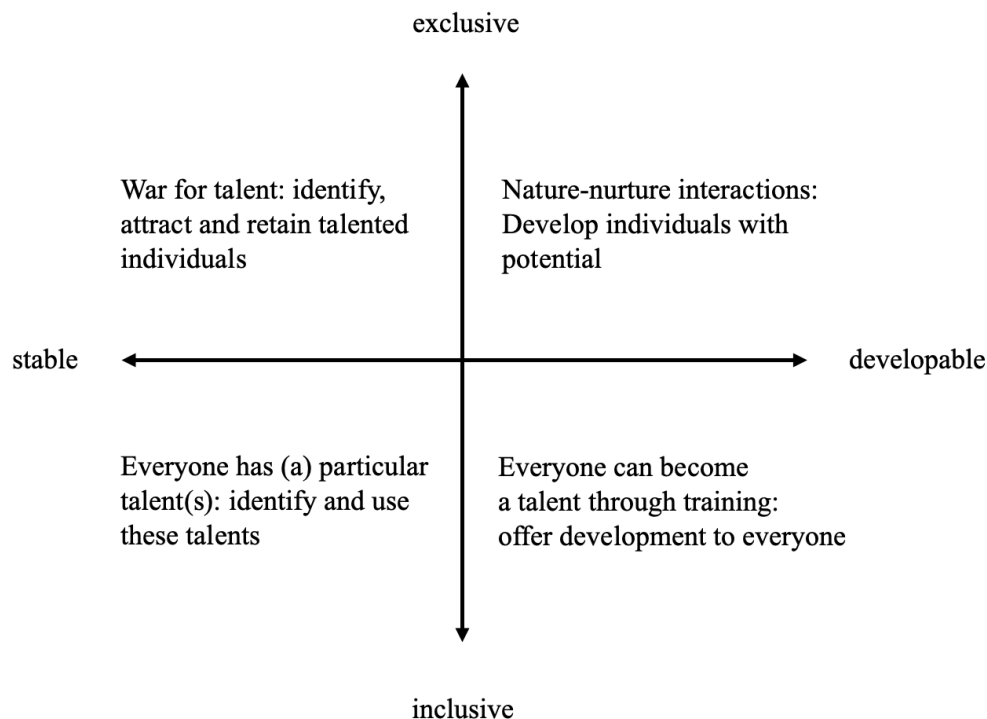 exclusive
War for talent: identify,
attract and retain talented
individuals
Nature-nurture interactions:
Develop individuals with
potential
stable
developable
Everyone has (a) particular
talent(s): identify and use
these talents
Everyone can become
a talent through training:
offer development to everyone
inclusive